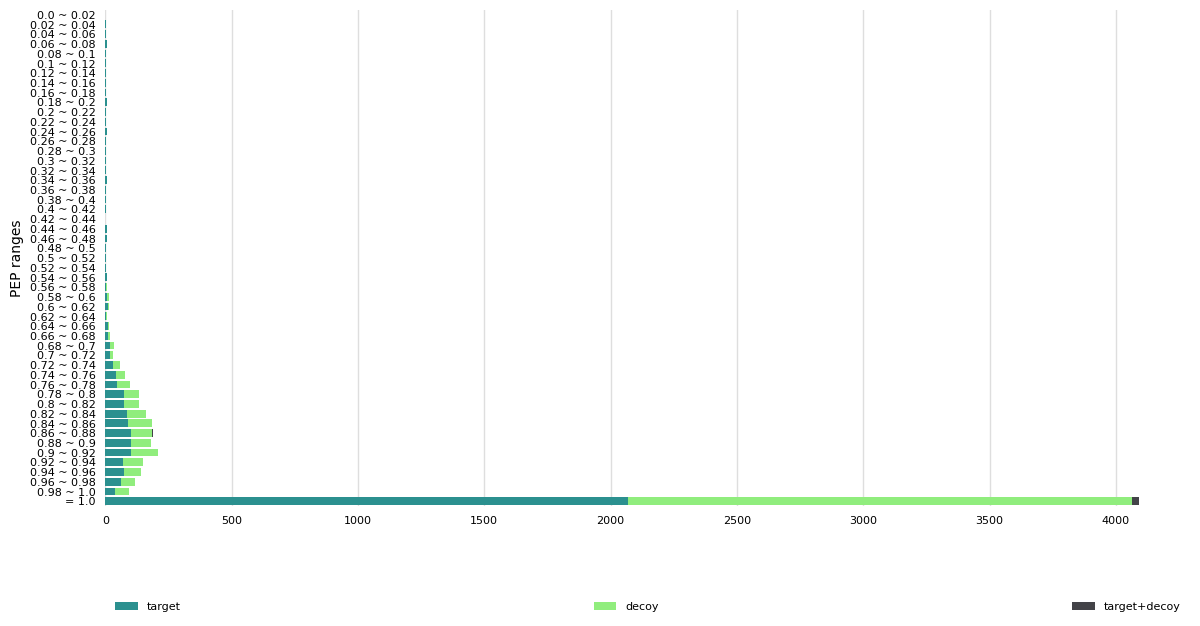 PEP ranges
0.0 ~ 0.02
0.02 ~ 0.04
0.04 ~ 0.06
0.06 ~ 0.08
0.08 ~ 0.1
0.1 ~ 0.12
0.12 ~ 0.14
0.14 ~ 0.16
0.16 ~ 0.18
0.18 ~ 0.2
0.2 ~ 0.22
0.22 ~ 0.24
0.24 ~ 0.26
0.26 ~ 0.28
0.28 ~ 0.3
0.3 ~ 0.32
0.32 ~ 0.34
0.34 ~ 0.36
0.36 ~ 0.38
0.38 ~ 0.4
0.4 ~ 0.42
0.42 ~ 0.44
0.44 ~ 0.46
0.46 ~ 0.48
0.48 ~ 0.5
0.5 ~ 0.52
0.52 ~ 0.54
0.54 ~ 0.56
0.56 ~ 0.58
0.58 ~ 0.6
0.6 ~ 0.62
0.62 ~ 0.64
0.64 ~ 0.66
0.66 ~ 0.68
0.68 ~ 0.7
0.7 ~ 0.72
0.72 ~ 0.74
0.74 ~ 0.76
0.76 ~ 0.78
0.78 ~ 0.8
0.8 ~ 0.82
0.82 ~ 0.84
0.84 ~ 0.86
0.86 ~ 0.88
0.88 ~ 0.9
0.9 ~ 0.92
0.92 ~ 0.94
0.94 ~ 0.96
0.96 ~ 0.98
0.98 ~ 1.0
= 1.0
0 500 1000 1500 2000 2500 3000 3500 4000
target decoy target+decoy